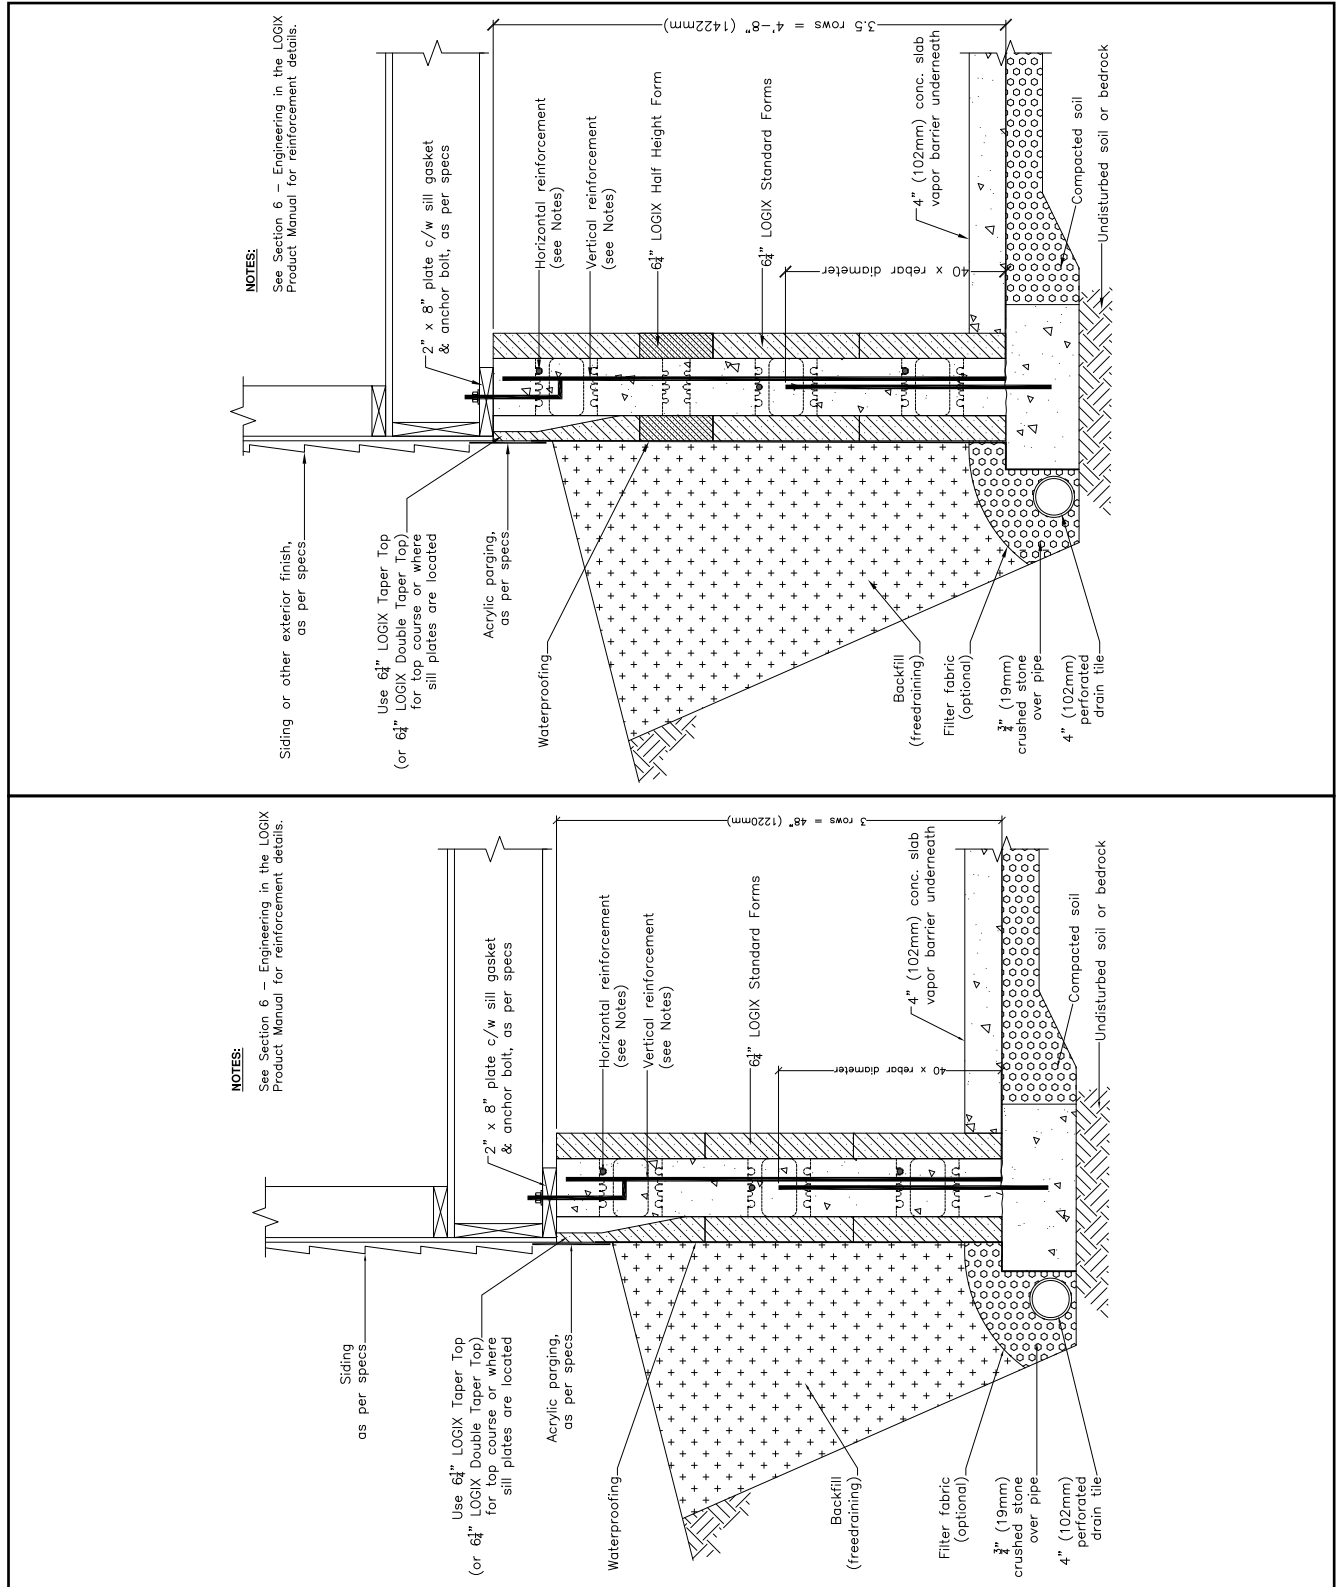 NOTES:
See Section 6 – Engineering in the LOGIX
Product Manual for reinforcement details.
3.5 rows = 4'-8" (1422mm)
2" x 8" plate c/w sill gasket
& anchor bolt, as per specs
Horizontal reinforcement
(see Notes)
Vertical reinforcement
(see Notes)
6¼" LOGIX Half Height Form
6¼" LOGIX Standard Forms
40 x rebar diameter
4" (102mm) conc. slab
vapor barrier underneath
Compacted soil
Undisturbed soil or bedrock
Siding or other exterior finish,
as per specs
Use 6¼" LOGIX Taper Top
(or 6¼" LOGIX Double Taper Top)
for top course or where
sill plates are located
Acrylic parging,
as per specs
Waterproofing
Backfill
(freedraining)
Filter fabric
(optional)
¾" (19mm)
crushed stone
over pipe
4" (102mm)
perforated
drain tile
NOTES:
See Section 6 – Engineering in the LOGIX
Product Manual for reinforcement details.
3 rows = 48" (1220mm)
2" x 8" plate c/w sill gasket
& anchor bolt, as per specs
Horizontal reinforcement
(see Notes)
Vertical reinforcement
(see Notes)
6¼" LOGIX Standard Forms
40 x rebar diameter
4" (102mm) conc. slab
vapor barrier underneath
Compacted soil
Undisturbed soil or bedrock
Siding
as per specs
Use 6¼" LOGIX Taper Top
(or 6¼" LOGIX Double Taper Top)
for top course or where
sill plates are located
Acrylic parging,
as per specs
Waterproofing
Backfill
(freedraining)
Filter fabric
(optional)
¾" (19mm)
crushed stone
over pipe
4" (102mm)
perforated
drain tile